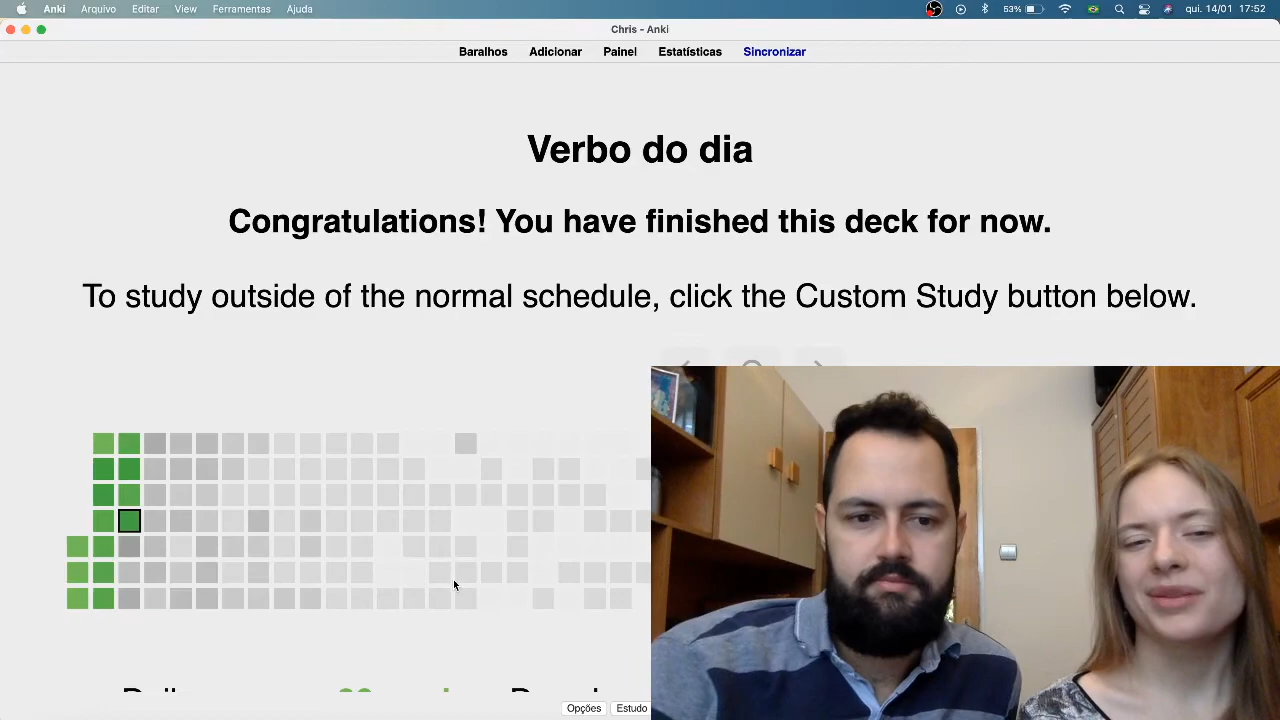 Anki Arquivo Editar View Ferramentas Ajuda 53% qui. 14/01 17:52
Chris - Anki
Baralhos Adicionar Painel Estatísticas Sincronizar
Verbo do dia
Congratulations! You have finished this deck for now.
To study outside of the normal schedule, click the Custom Study button below.
Opções Estudo